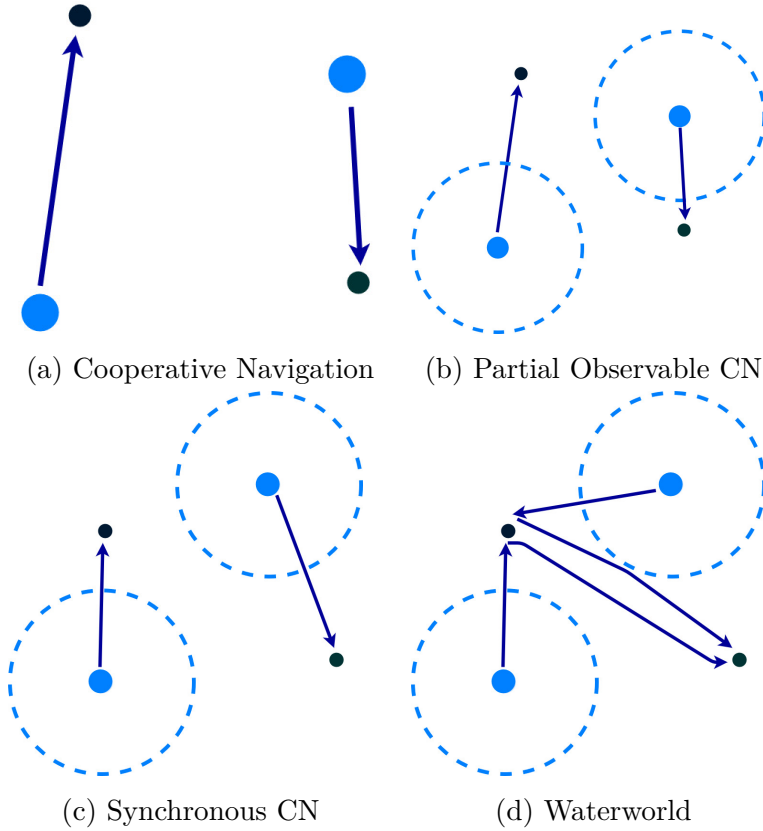 (a) Cooperative Navigation
(b) Partial Observable CN
(c) Synchronous CN
(d) Waterworld